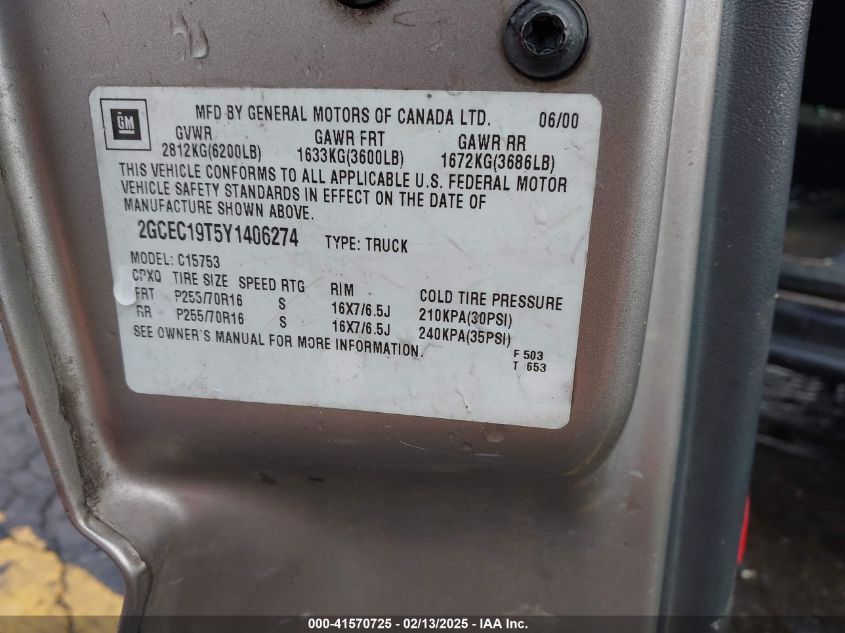 GM
MFD BY GENERAL MOTORS OF CANADA LTD. 06/00
GVWR GAWR FRT GAWR RR
2812KG(6200LB) 1633KG(3600LB) 1672KG(3686LB)
THIS VEHICLE CONFORMS TO ALL APPLICABLE U.S. FEDERAL MOTOR
VEHICLE SAFETY STANDARDS IN EFFECT ON THE DATE OF
MANUFACTURE SHOWN ABOVE.
2GCEC19T5Y1406274 TYPE: TRUCK
MODEL: C15753
CPXQ TIRE SIZE SPEED RTG RIM COLD TIRE PRESSURE
FRT P255/70R16 S 16X7/6.5J 210KPA(30PSI)
RR P255/70R16 S 16X7/6.5J 240KPA(35PSI)
SEE OWNER'S MANUAL FOR MORE INFORMATION.
F 503
T 653
000-41570725 - 02/13/2025 - IAA Inc.